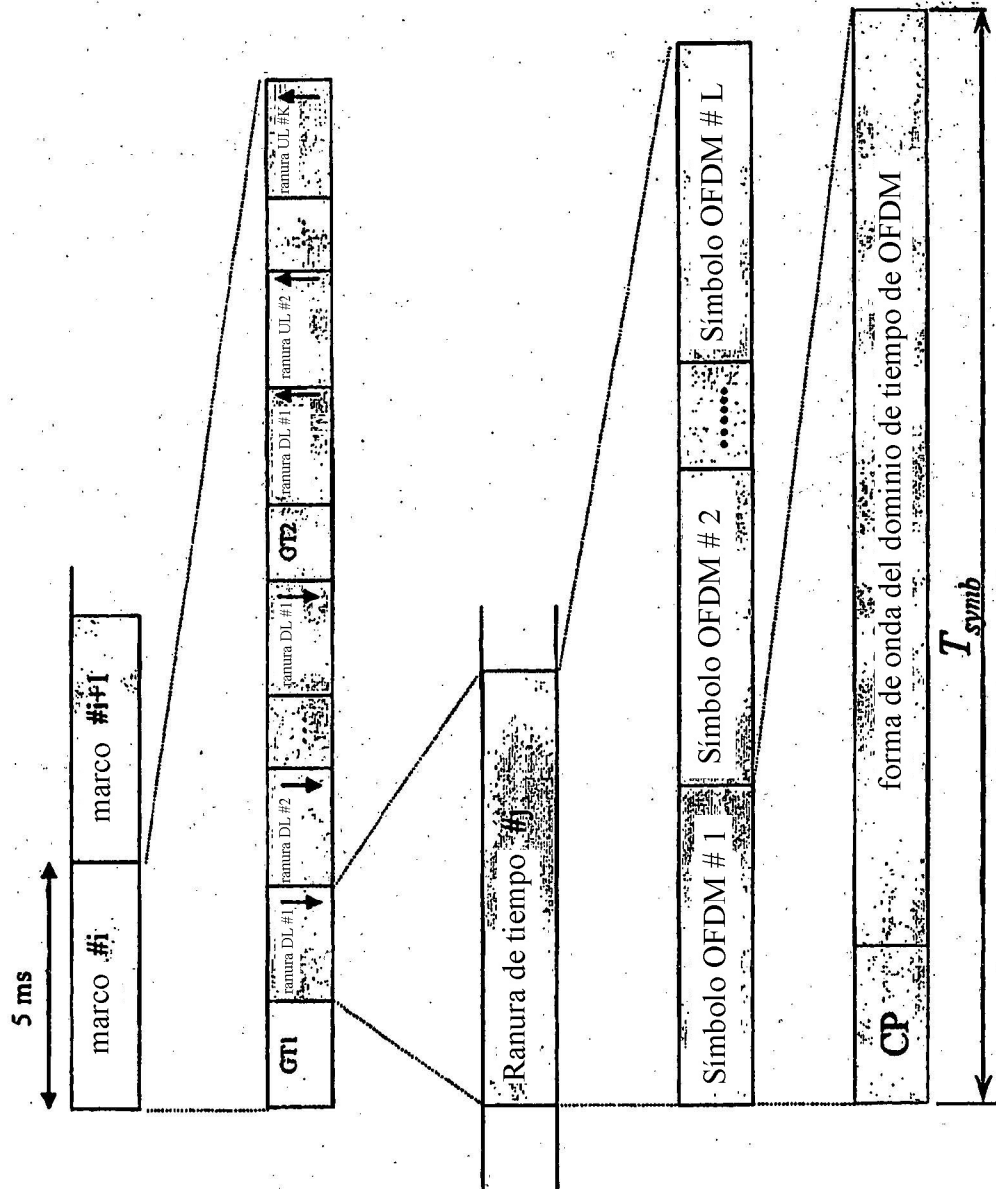 5 ms
marco #i
marco #i+1
GT1
ranura DL #1
ranura DL #2
ranura DL #1
GT2
ranura DL #1
ranura UL #2
ranura UL #K
Ranura de tiempo #j
Símbolo OFDM # 1
Símbolo OFDM # 2
......
Símbolo OFDM # L
CP
forma de onda del dominio de tiempo de OFDM
T symb